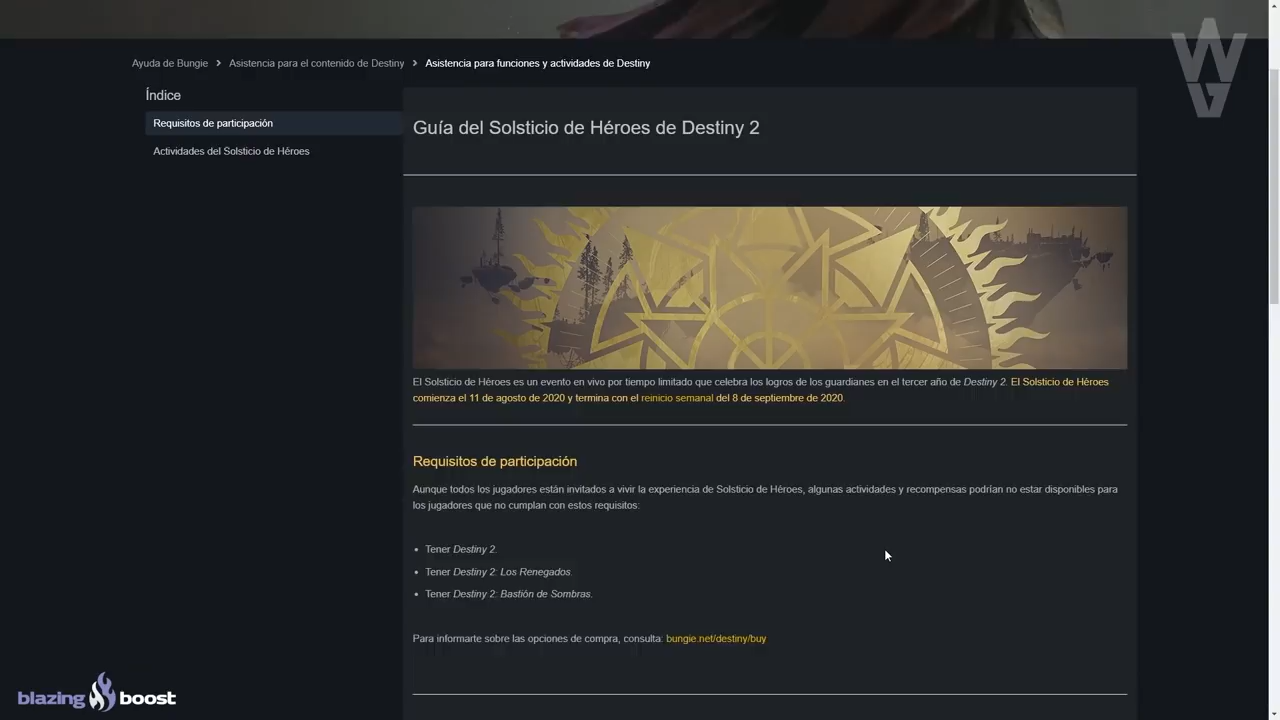 Ayuda de Bungie > Asistencia para el contenido de Destiny > Asistencia para funciones y actividades de Destiny
Índice
Requisitos de participación
Actividades del Solsticio de Héroes
Guía del Solsticio de Héroes de Destiny 2
El Solsticio de Héroes es un evento en vivo por tiempo limitado que celebra los logros de los guardianes en el tercer año de Destiny 2. El Solsticio de Héroes
comienza el 11 de agosto de 2020 y termina con el reinicio semanal del 8 de septiembre de 2020.
Requisitos de participación
Aunque todos los jugadores están invitados a vivir la experiencia de Solsticio de Héroes, algunas actividades y recompensas podrían no estar disponibles para
los jugadores que no cumplan con estos requisitos:
• Tener Destiny 2.
• Tener Destiny 2: Los Renegados.
• Tener Destiny 2: Bastión de Sombras.
Para informarte sobre las opciones de compra, consulta: bungie.net/destiny/buy
blazing boost
WG